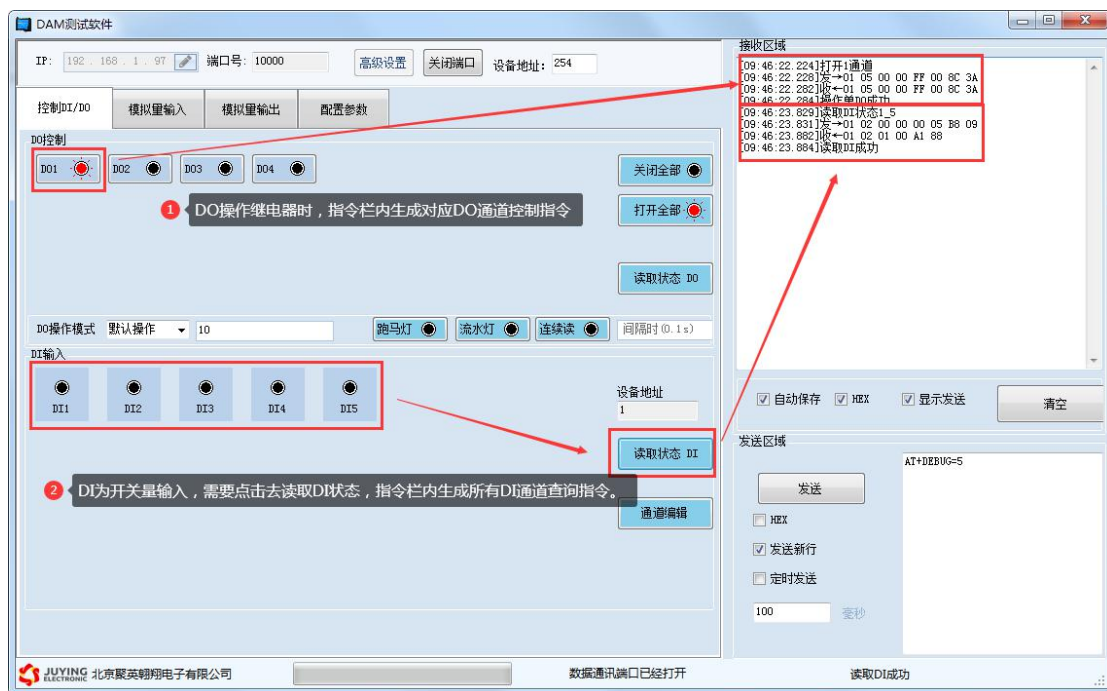 DAM测试软件
IP: 192 . 168 . 1 . 97 端口号: 10000 高级设置 关闭端口 设备地址: 254
控制DI/DO 模拟量输入 模拟量输出 配置参数
DO控制
DO1 DO2 DO3 DO4 关闭全部
1 DO操作继电器时，指令栏内生成对应DO通道控制指令
打开全部
读取状态 DO
DO操作模式 默认操作 10 跑马灯 流水灯 连续读 间隔时(0.1s)
DI输入
DI1 DI2 DI3 DI4 DI5
设备地址
1
读取状态 DI
2 DI为开关量输入，需要点击去读取DI状态，指令栏内生成所有DI通道查询指令。
通道编辑
接收区域
[09:46:22.224]打开1通道
[09:46:22.228]发→01 05 00 00 FF 00 8C 3A
[09:46:22.282]收←01 05 00 00 FF 00 8C 3A
[09:46:22.284]操作单DO成功
[09:46:23.829]读取DI状态1_5
[09:46:23.831]发→01 02 00 00 00 05 B8 09
[09:46:23.882]收←01 02 01 00 A1 88
[09:46:23.884]读取DI成功
自动保存 HEX 显示发送 清空
发送区域
AT+DEBUG=5
发送
HEX
发送新行
定时发送
100 毫秒
JUYING ELECTRONIC 北京聚英翱翔电子有限公司 数据通讯端口已经打开 读取DI成功